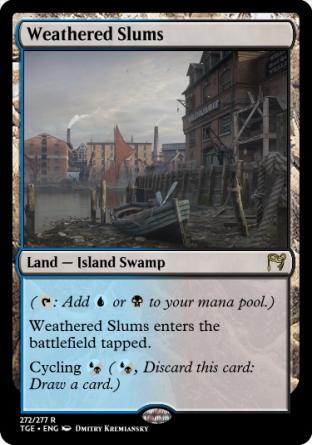 Weathered Slums
Land — Island Swamp
( : Add or to your mana pool.)
Weathered Slums enters the
battlefield tapped.
Cycling ( , Discard this card:
Draw a card.)
272/277 R
TGE • ENG Dmitry Kremiansky